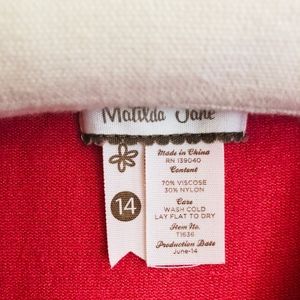 Matilda Jane
14
Made in China
RN 139040
Content
70% VISCOSE
30% NYLON
Care
WASH COLD
LAY FLAT TO DRY
Item No.
T1636
Production Date
June-14